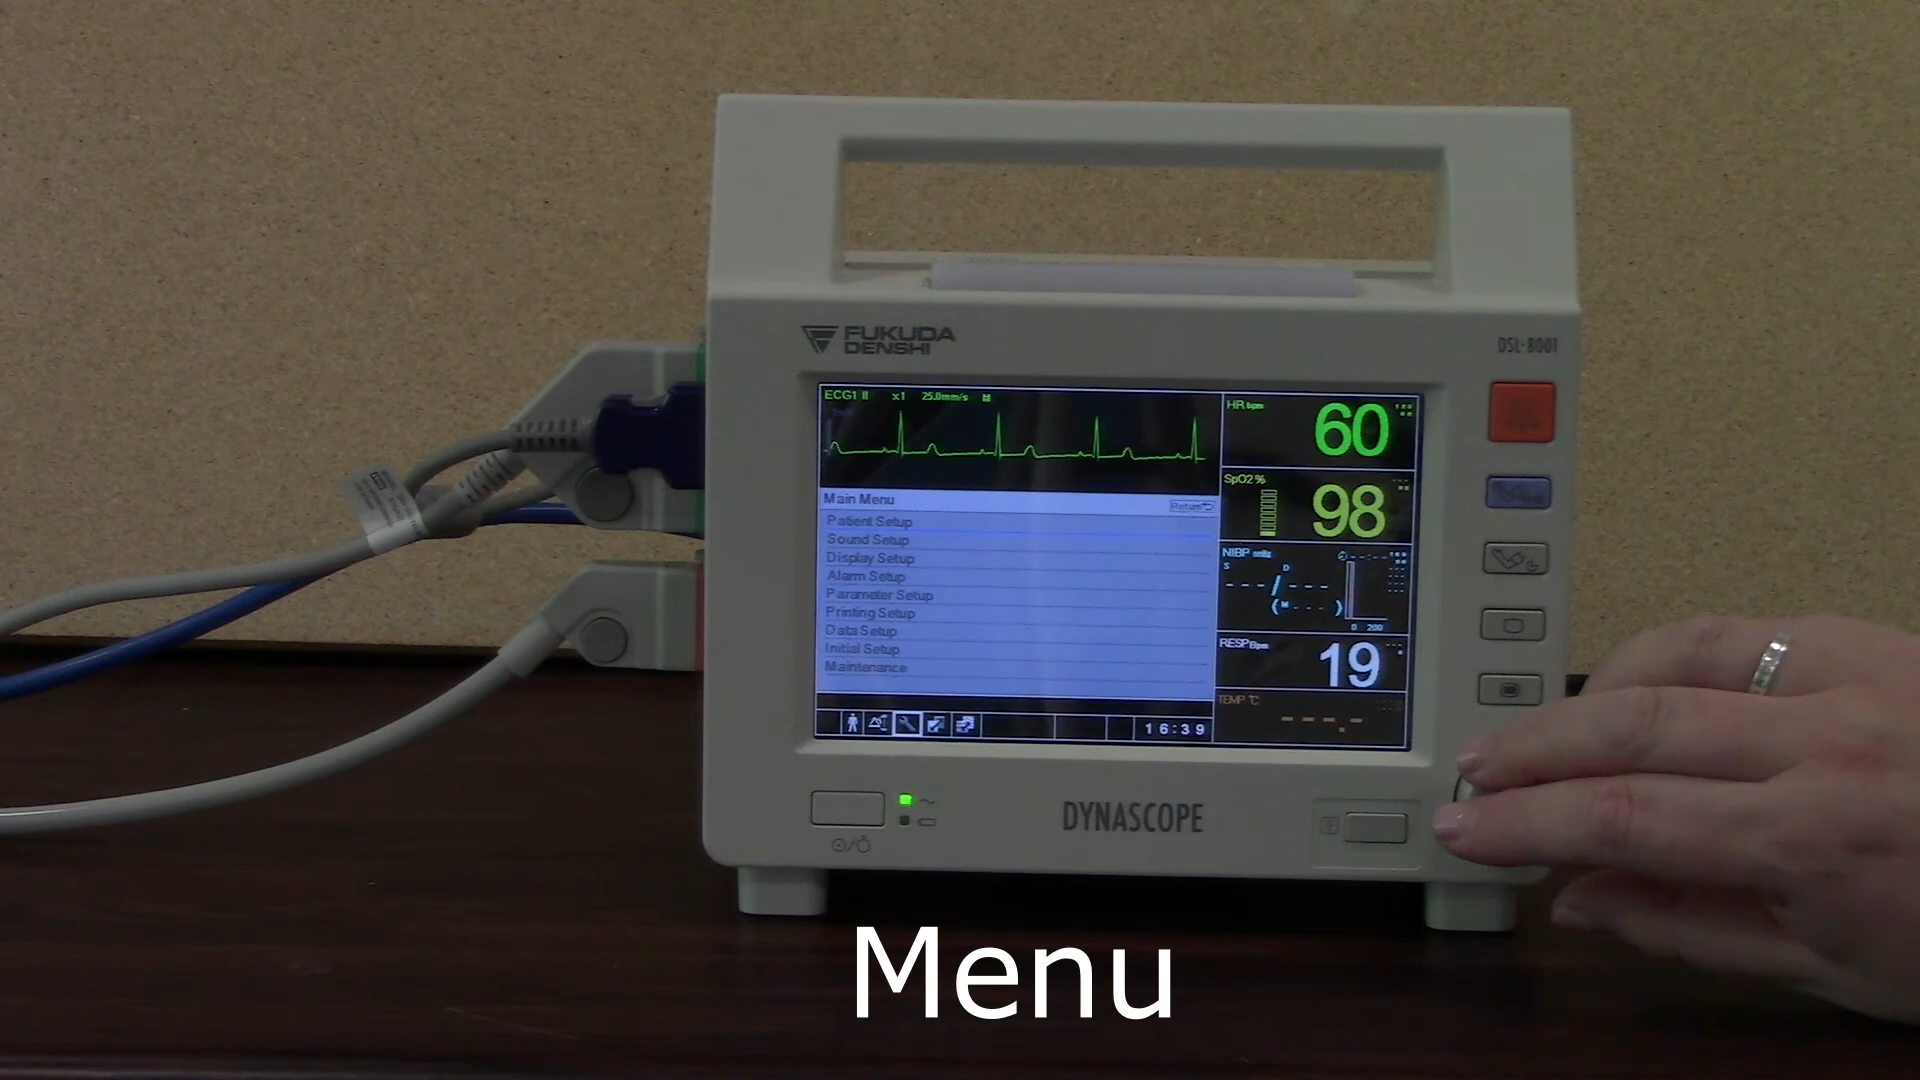 FUKUDA
DENSHI
DSL-8001
ECG1 II x1 25.0mm/s
HR bpm
60
SpO2 %
98
Main Menu
Return
Patient Setup
Sound Setup
Display Setup
Alarm Setup
Parameter Setup
Printing Setup
Data Setup
Initial Setup
Maintenance
NIBP
S D
M
0 200
RESP Bpm
19
TEMP °C
16:39
DYNASCOPE
Menu